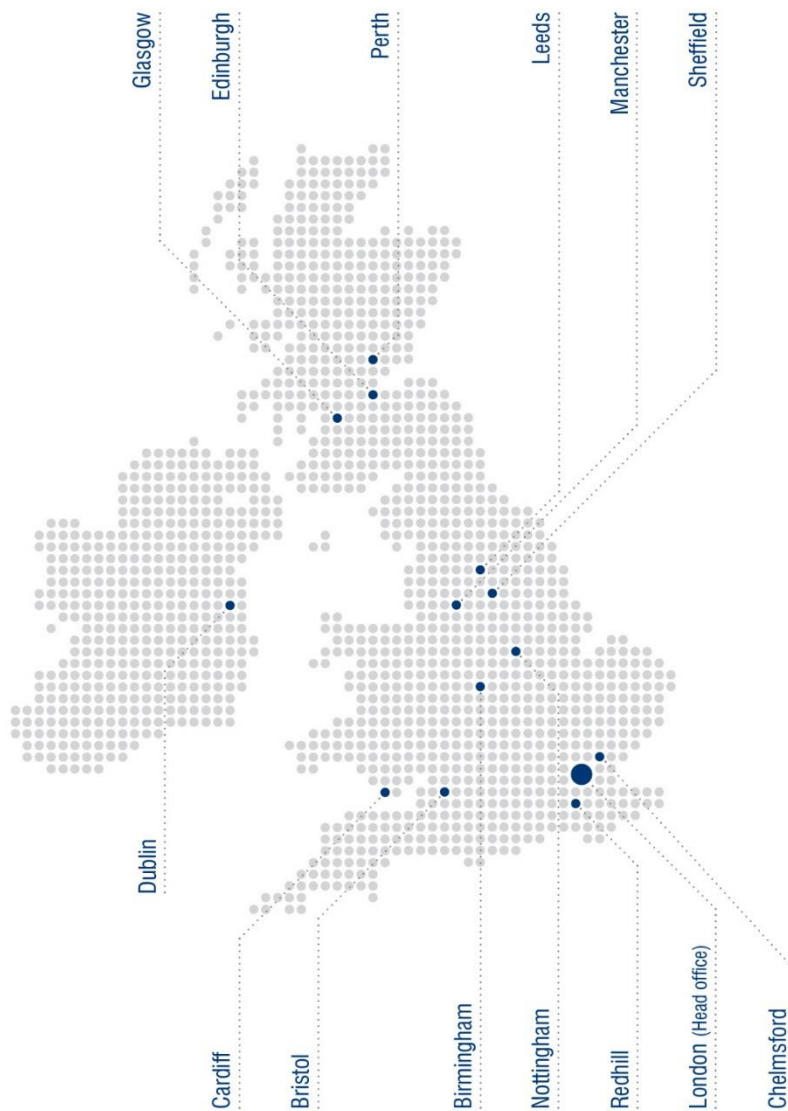 Glasgow
Edinburgh
Perth
Leeds
Manchester
Sheffield
Dublin
Cardiff
Bristol
Birmingham
Nottingham
Redhill
London (Head office)
Chelmsford